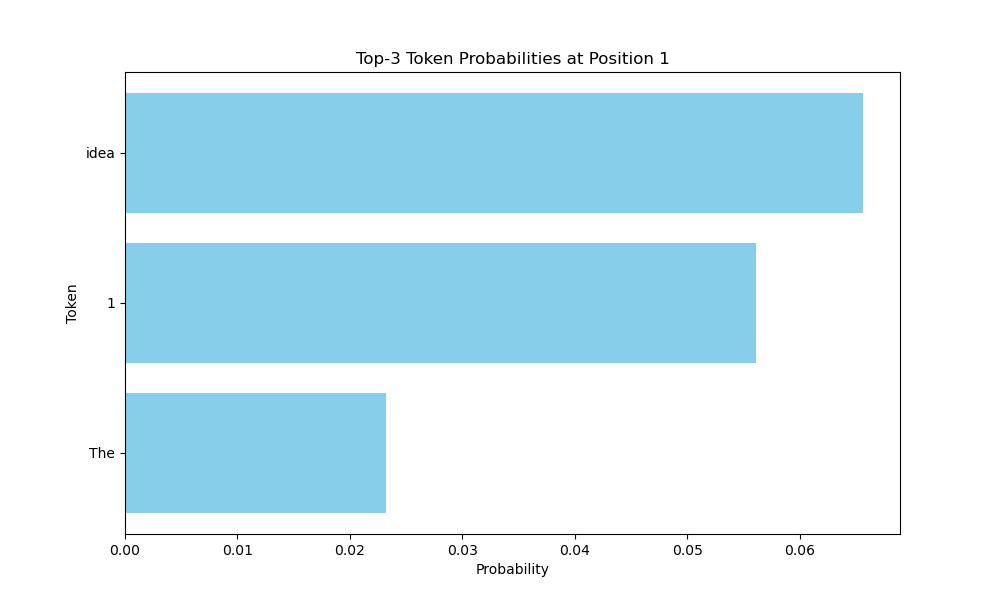 Top-3 Token Probabilities at Position 1
idea
1
The
Token
0.00 0.01 0.02 0.03 0.04 0.05 0.06
Probability